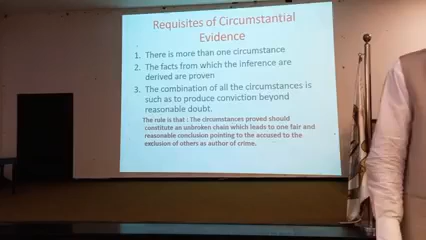 Requisites of Circumstantial
Evidence
1. There is more than one circumstance
2. The facts from which the inference are
derived are proven
3. The combination of all the circumstances is
such as to produce conviction beyond
reasonable doubt.
The rule is that : The circumstances proved should
constitute an unbroken chain which leads to one fair and
reasonable conclusion pointing to the accused to the
exclusion of others as author of crime.